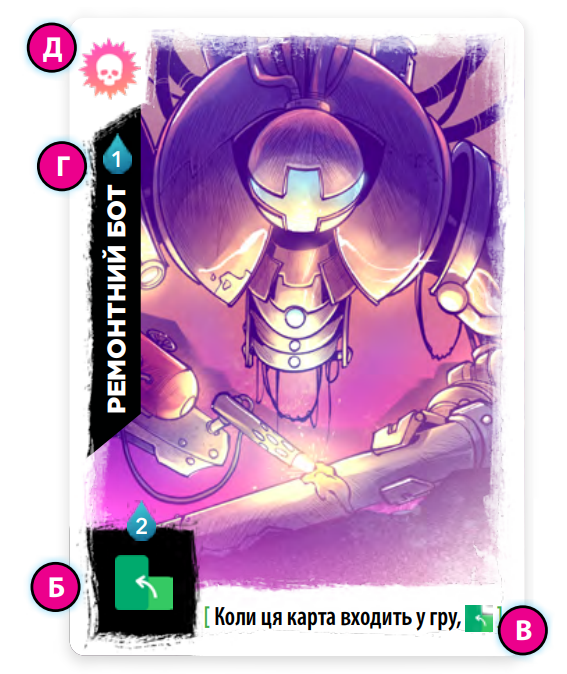 Д
Г
1
РЕМОНТНИЙ БОТ
2
Б
[ Коли ця карта входить у гру, ]
В